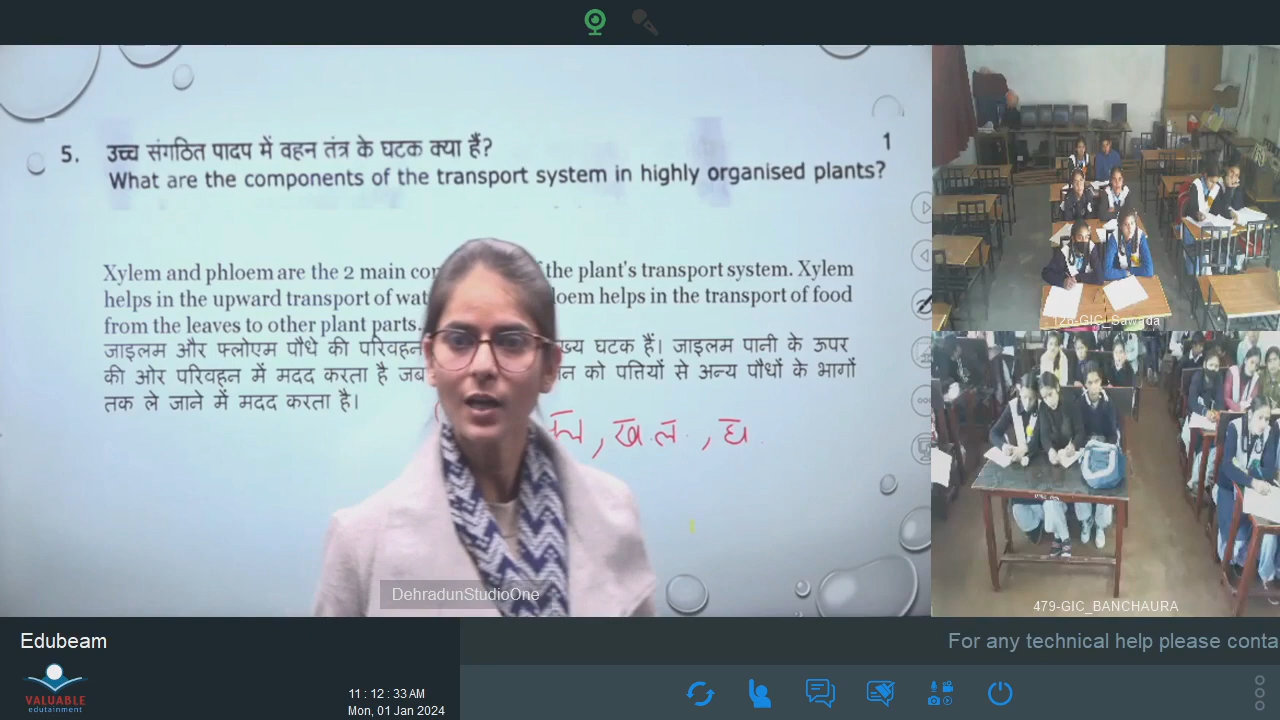 5. उच्च संगठित पादप में वहन तंत्र के घटक क्या हैं? 1
What are the components of the transport system in highly organised plants?
Xylem and phloem are the 2 main the plant's transport system. Xylem
helps in the upward transport of helps in the transport of food
from the leaves to other plant parts.
जाइलम और फ्लोएम पौधे की परिवहन घटक हैं। जाइलम पानी के ऊपर
की ओर परिवहन में मदद करता है को पत्तियों से अन्य पौधों के भागों
तक ले जाने में मदद करता है।
DehradunStudioOne
479-GIC_BANCHAURA
Edubeam
For any technical help please conta
VALUABLE
edutainment
11 : 12 : 33 AM
Mon, 01 Jan 2024